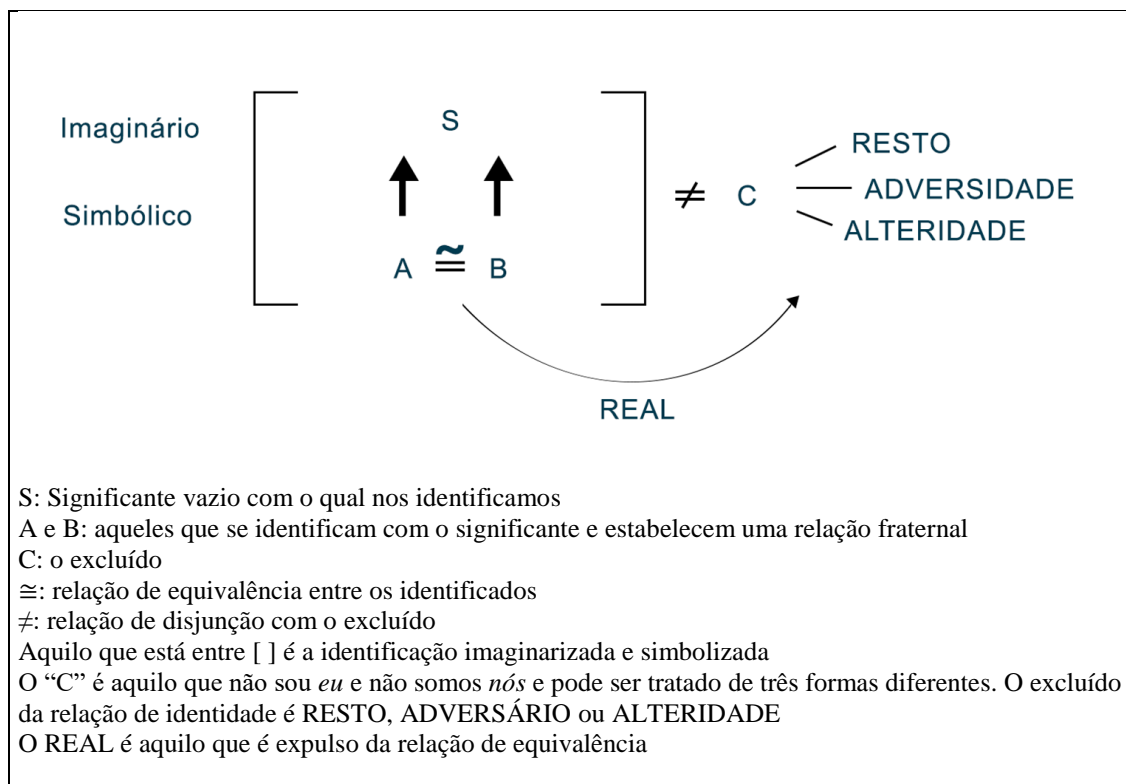 Imaginário
Simbólico
S
A ≅ B
≠ C
RESTO
ADVERSIDADE
ALTERIDADE
REAL
S: Significante vazio com o qual nos identificamos
A e B: aqueles que se identificam com o significante e estabelecem uma relação fraternal
C: o excluído
≅: relação de equivalência entre os identificados
≠: relação de disjunção com o excluído
Aquilo que está entre [ ] é a identificação imaginarizada e simbolizada
O “C” é aquilo que não sou eu e não somos nós e pode ser tratado de três formas diferentes. O excluído
da relação de identidade é RESTO, ADVERSÁRIO ou ALTERIDADE
O REAL é aquilo que é expulso da relação de equivalência